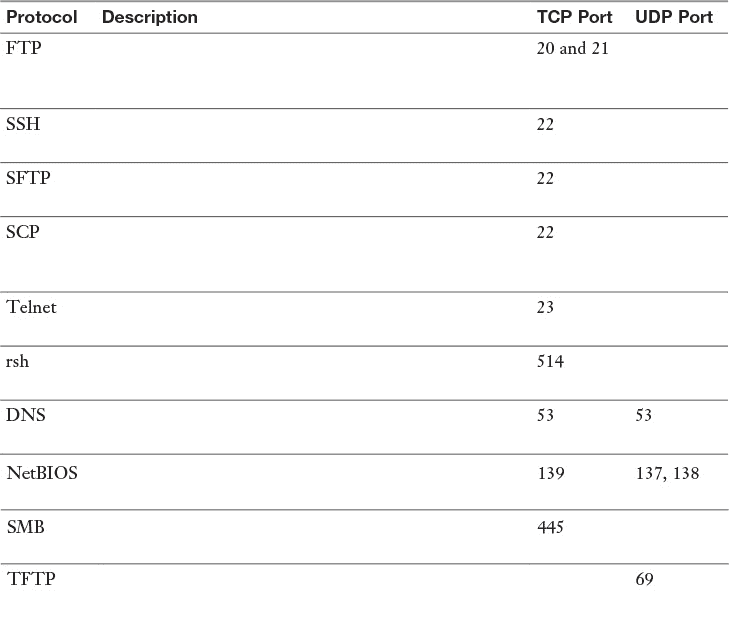 Protocol Description TCP Port UDP Port
FTP 20 and 21
SSH 22
SFTP 22
SCP 22
Telnet 23
rsh 514
DNS 53 53
NetBIOS 139 137, 138
SMB 445
TFTP 69